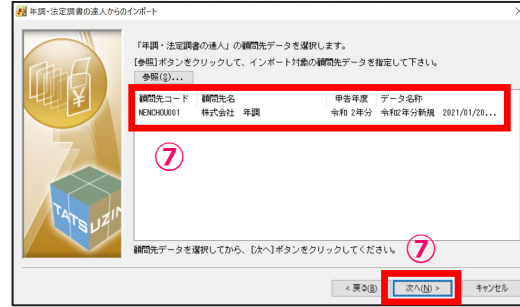 年調・法定調書の達人からのインポート
「年調・法定調書の達人」の顧問先データを選択します。
[参照]ボタンをクリックして、インポート対象の顧問先データを指定して下さい。
参照(S)...
顧問先コード 顧問先名 申告年度 データ名称
NENCHOU001 株式会社 年調 令和 2年分 令和2年分新規 2021/01/20...
⑦
TATSUZIN
顧問先データを選択してから、[次へ]ボタンをクリックしてください。 ⑦
< 戻る(B) 次へ(N) > キャンセル